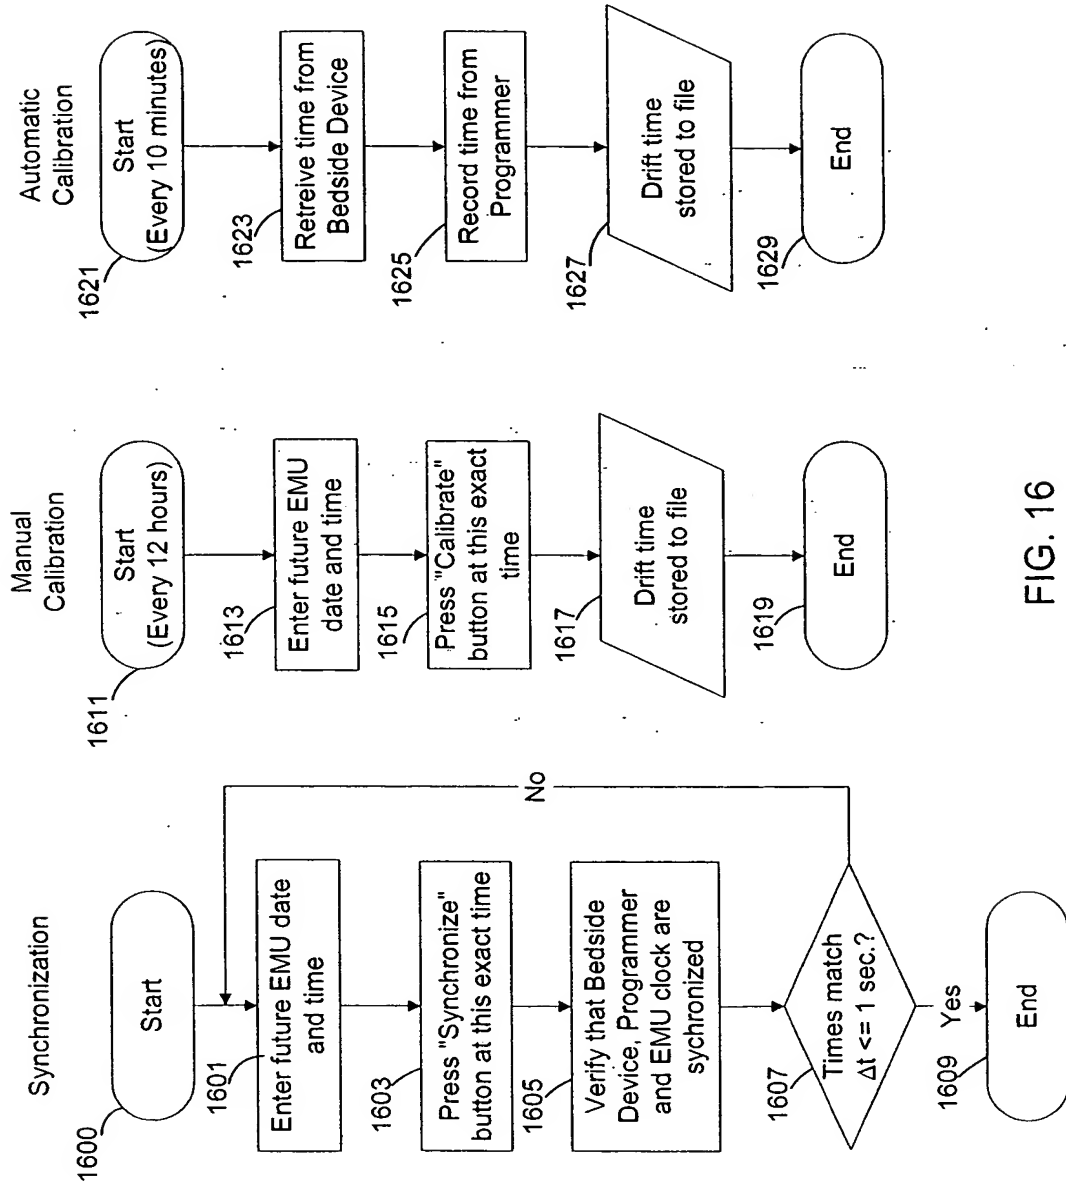 Synchronization
1600
Start
1601
Enter future EMU date
and time
1603
Press "Synchronize"
button at this exact time
1605
Verify that Bedside
Device, Programmer
and EMU clock are
sychronized
1607
Times match
Δt <= 1 sec.?
No
Yes
1609
End
Manual
Calibration
1611
Start
(Every 12 hours)
1613
Enter future EMU
date and time
1615
Press "Calibrate"
button at this exact
time
1617
Drift time
stored to file
1619
End
Automatic
Calibration
1621
Start
(Every 10 minutes)
1623
Retreive time from
Bedside Device
1625
Record time from
Programmer
1627
Drift time
stored to file
1629
End
FIG. 16